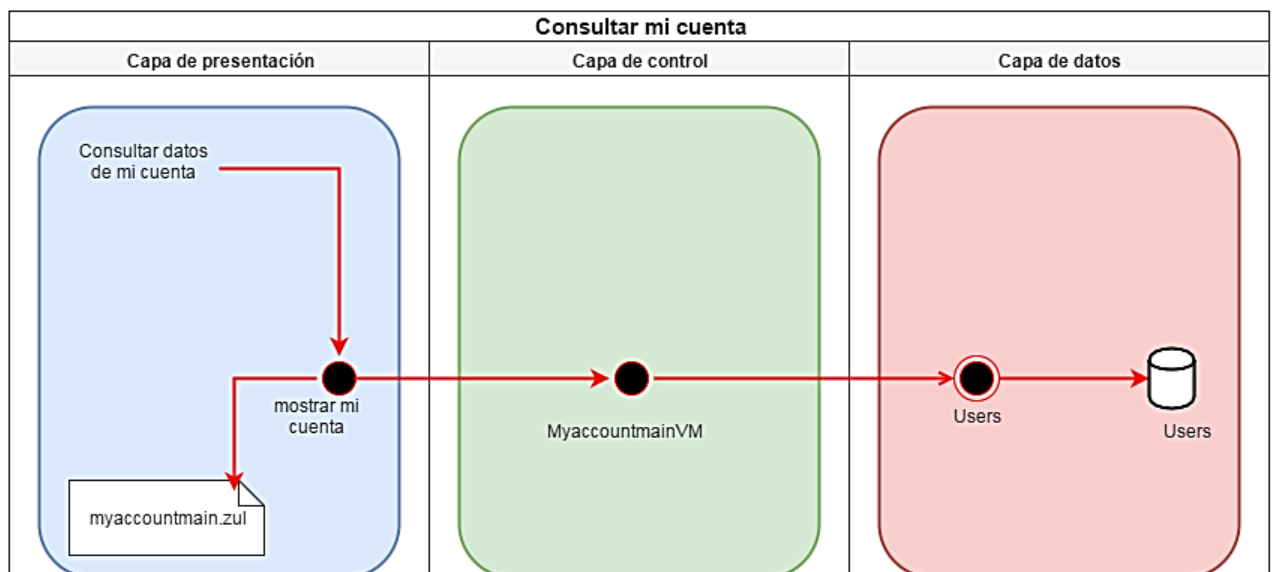 Consultar mi cuenta
Capa de presentación
Capa de control
Capa de datos
Consultar datos
de mi cuenta
mostrar mi
cuenta
myaccountmain.zul
MyaccountmainVM
Users
Users